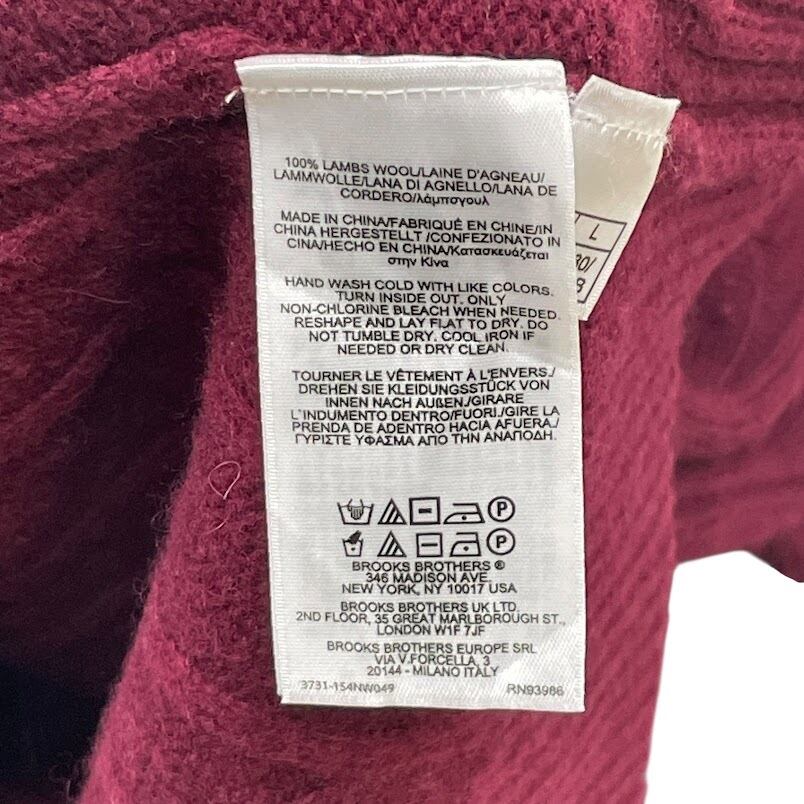 100% LAMBS WOOL/LAINE D'AGNEAU/
LAMMWOLLE/LANA DI AGNELLO/LANA DE
CORDERO/λάμπσγουλ
MADE IN CHINA/FABRIQUÉ EN CHINE/IN
CHINA HERGESTELLT /CONFEZIONATO IN
CINA/HECHO EN CHINA/Κατασκευάζεται
στην Κίνα
HAND WASH COLD WITH LIKE COLORS.
TURN INSIDE OUT. ONLY
NON-CHLORINE BLEACH WHEN NEEDED.
RESHAPE AND LAY FLAT TO DRY. DO
NOT TUMBLE DRY. COOL IRON IF
NEEDED OR DRY CLEAN.
TOURNER LE VÊTEMENT À L'ENVERS./
DREHEN SIE KLEIDUNGSSTÜCK VON
INNEN NACH AUßEN./GIRARE
L'INDUMENTO DENTRO/FUORI./GIRE LA
PRENDA DE ADENTRO HACIA AFUERA./
ΓΥΡΙΣΤΕ ΥΦΑΣΜΑ ΑΠΟ ΤΗΝ ΑΝΑΠΟΔΗ.
P
P
BROOKS BROTHERS ®
346 MADISON AVE.
NEW YORK, NY 10017 USA
BROOKS BROTHERS UK LTD.
2ND FLOOR, 35 GREAT MARLBOROUGH ST.,
LONDON W1F 7JF
BROOKS BROTHERS EUROPE SRL
VIA V.FORCELLA, 3
20144 - MILANO ITALY
3731-154NW049 RN93986
L